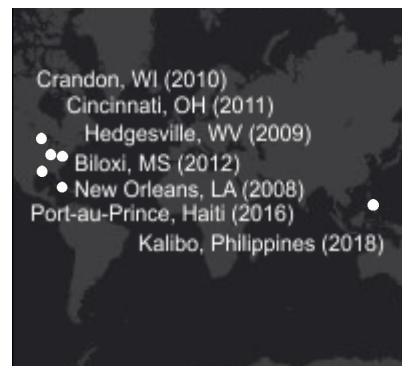 Crandon, WI (2010)
Cincinnati, OH (2011)
Hedgesville, WV (2009)
Biloxi, MS (2012)
New Orleans, LA (2008)
Port-au-Prince, Haiti (2016)
Kalibo, Philippines (2018)